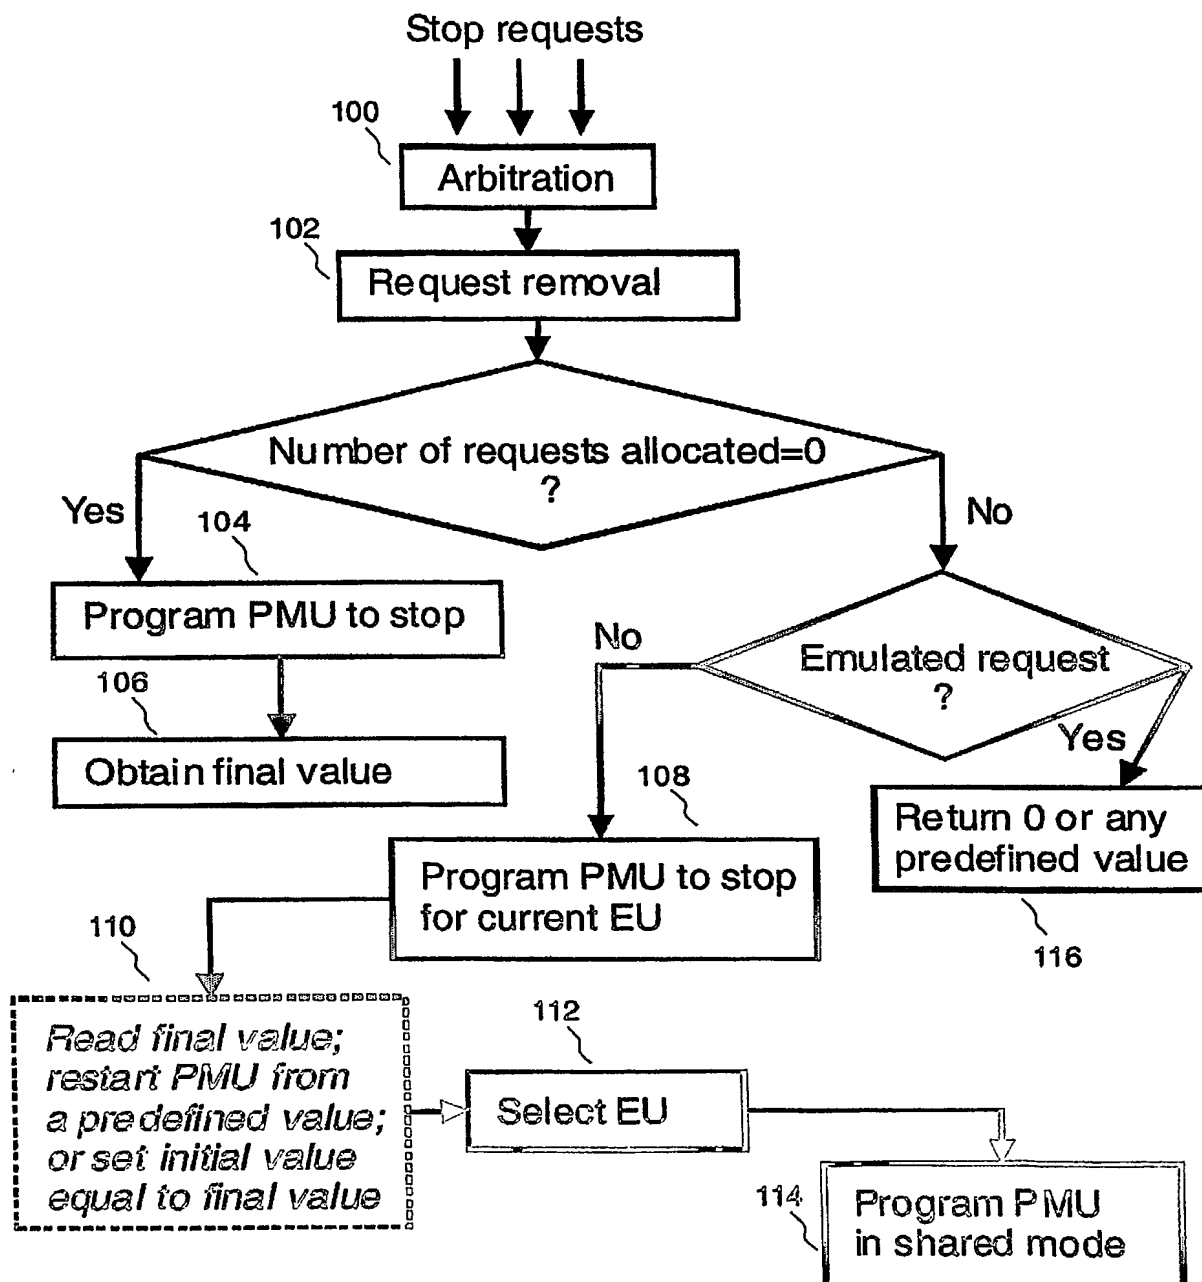 Stop requests
100
Arbitration
102
Request removal
Number of requests allocated=0
?
Yes
No
104
Program PMU to stop
106
Obtain final value
Emulated request
?
No
Yes
108
Program PMU to stop
for current EU
Return 0 or any
predefined value
116
110
Read final value;
restart PMU from
a predefined value;
or set initial value
equal to final value
112
Select EU
114
Program PMU
in shared mode